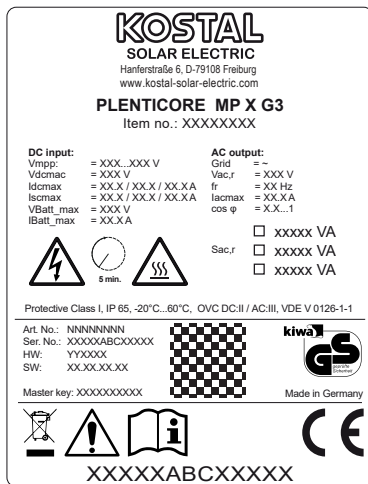 KOSTAL
SOLAR ELECTRIC
Hanferstraße 6, D-79108 Freiburg
www.kostal-solar-electric.com
PLENTICORE MP X G3
Item no.: XXXXXXXX
DC input:
Vmpp: = XXX...XXX V
Vdcmac = XXX V
Idcmax = XX.X / XX.X / XX.X A
Iscmax = XX.X / XX.X / XX.X A
VBatt_max = XXX V
IBatt_max = XX.X A
AC output:
Grid = ~
Vac,r = XXX V
fr = XX Hz
Iacmax = XX.X A
cos φ = X.X...1
☐ xxxxx VA
Sac,r ☐ xxxxx VA
☐ xxxxx VA
5 min.
Protective Class I, IP 65, -20°C...60°C, OVC DC:II / AC:III, VDE V 0126-1-1
Art. No.: NNNNNNNN
Ser. No.: XXXXXABCXXXXX
HW: YYXXXX
SW: XX.XX.XX.XX
Master key: XXXXXXXXXX
kiwa
GS
geprüfte
Sicherheit
Made in Germany
i
CE
XXXXXABCXXXXX